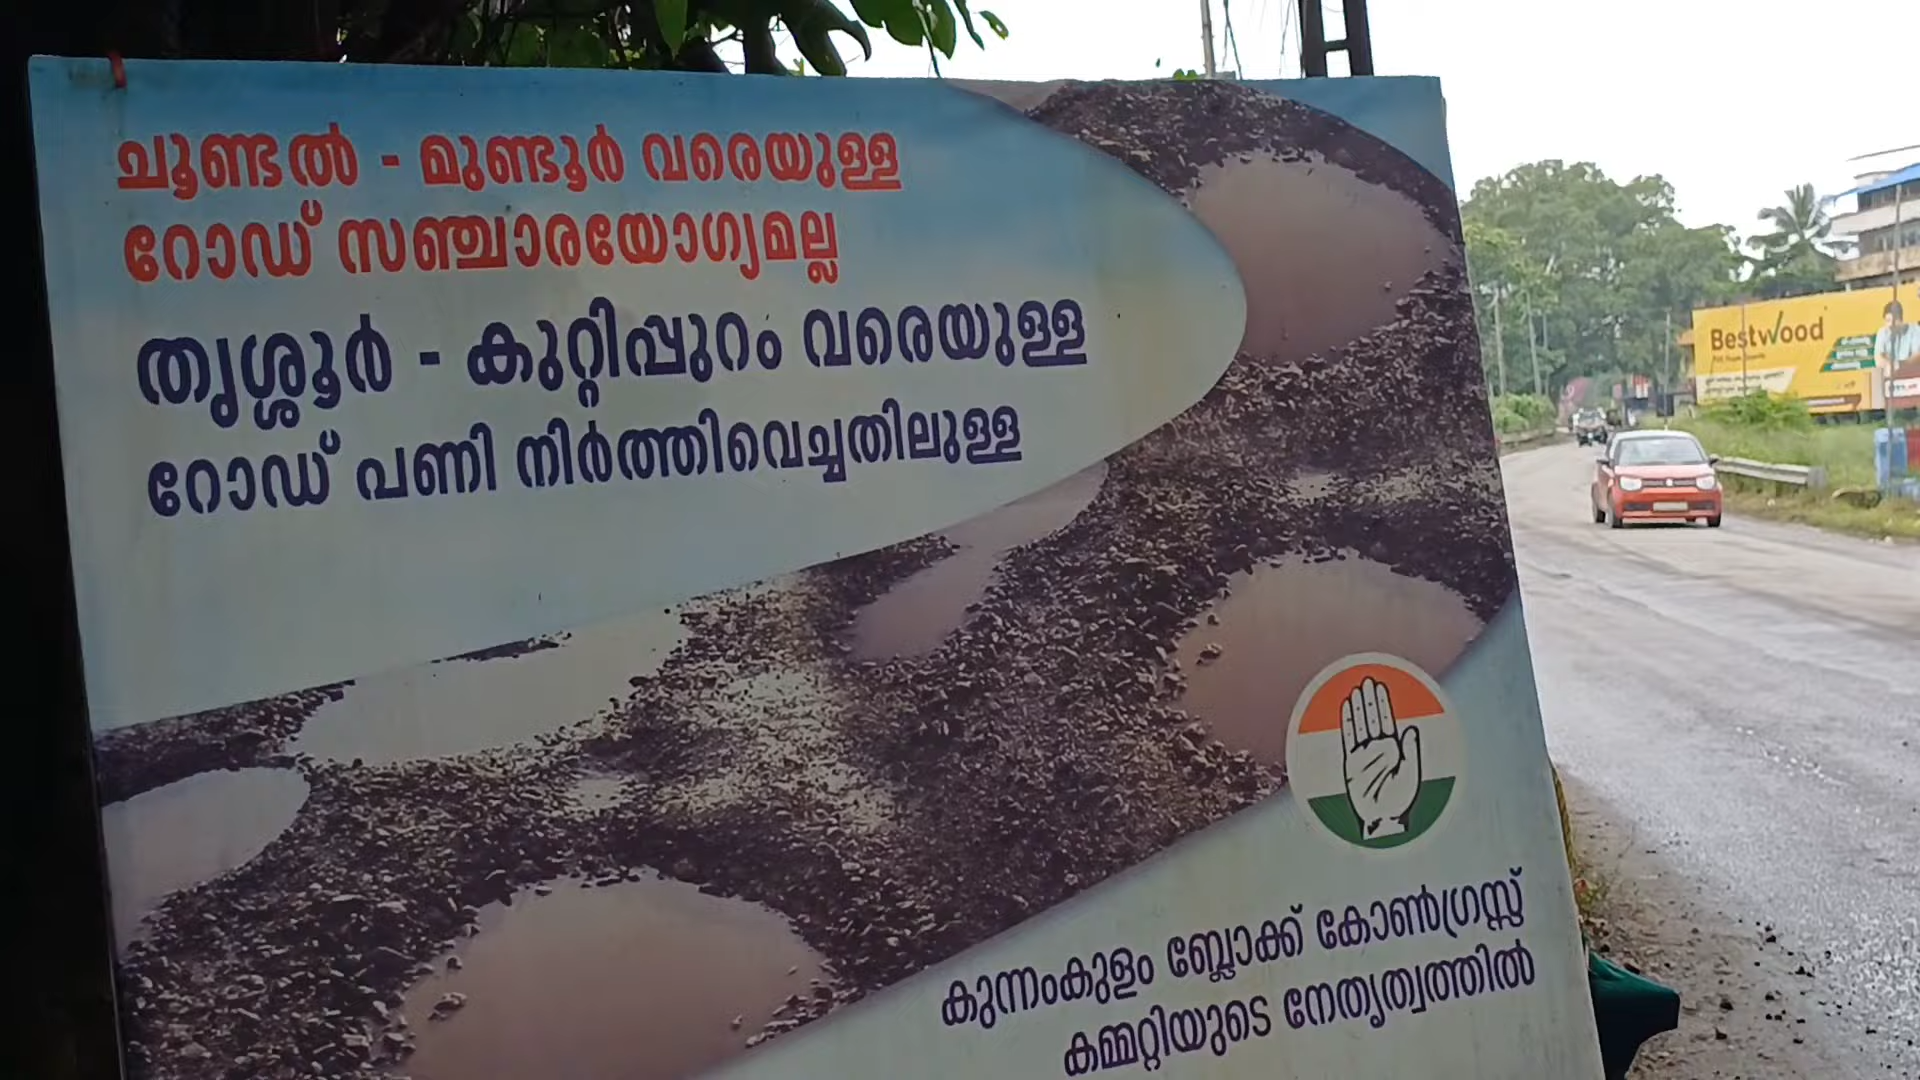 ചൂണ്ടൽ - മുണ്ടൂർ വരെയുള്ള
റോഡ് സഞ്ചാരയോഗ്യമല്ല
തൃശ്ശൂർ - കുറ്റിപ്പുറം വരെയുള്ള
റോഡ് പണി നിർത്തിവെച്ചതിലുള്ള
കുന്നംകുളം ബ്ലോക്ക് കോൺഗ്രസ്സ്
കമ്മറ്റിയുടെ നേതൃത്വത്തിൽ
Bestwood